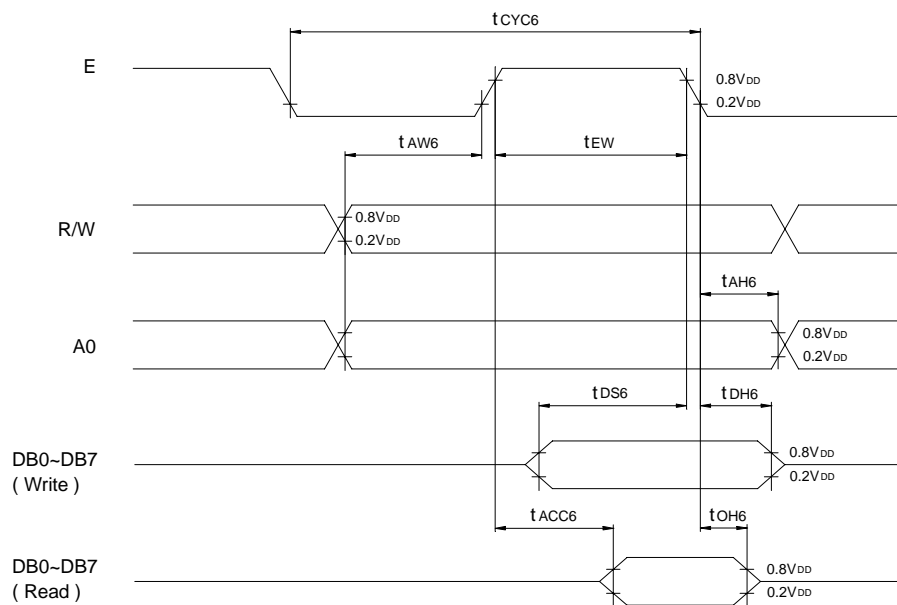 tCYC6
E
0.8VDD
0.2VDD
tAW6
tEW
R/W
0.8VDD
0.2VDD
tAH6
A0
0.8VDD
0.2VDD
tDS6
tDH6
DB0~DB7
( Write )
0.8VDD
0.2VDD
tACC6
tOH6
DB0~DB7
( Read )
0.8VDD
0.2VDD